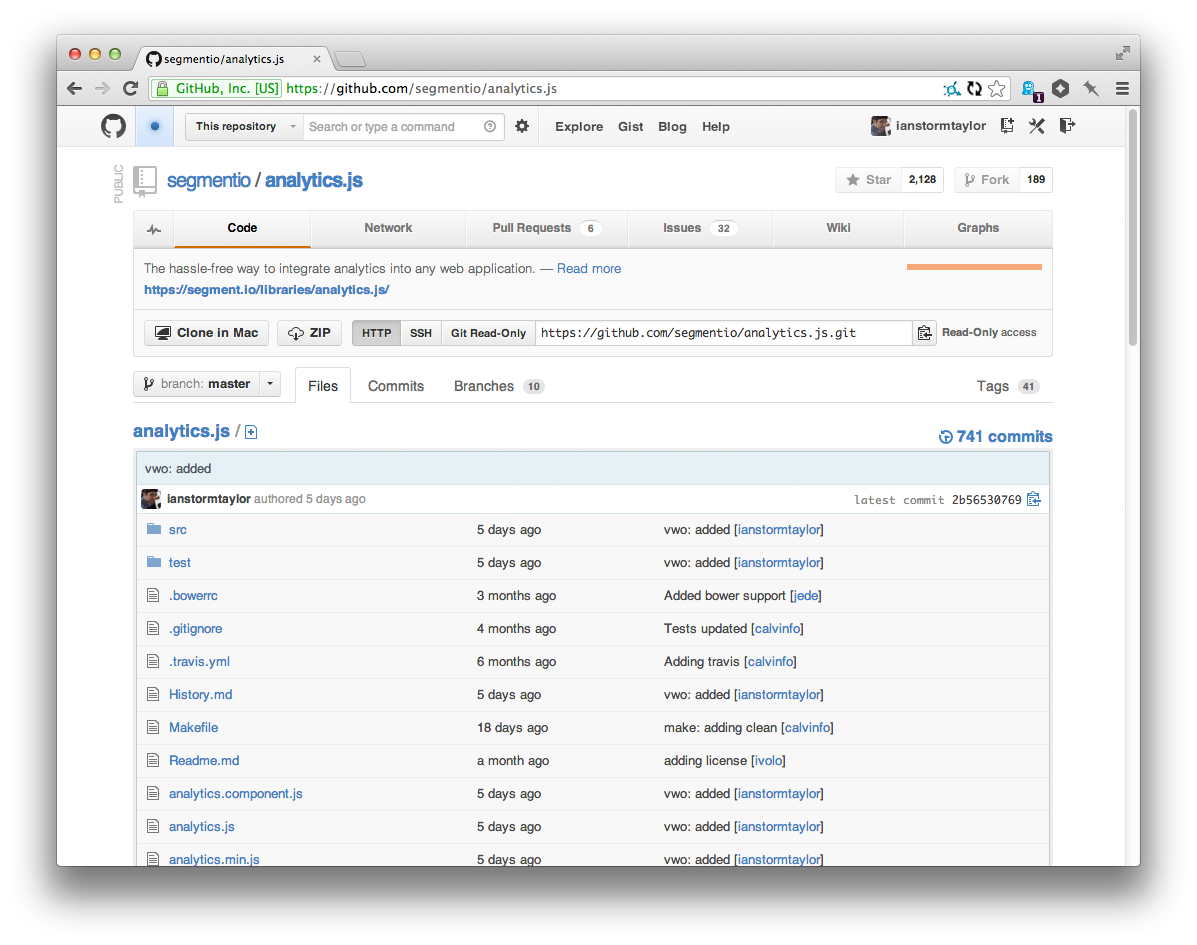 segmentio/analytics.js
GitHub, Inc. [US] https://github.com/segmentio/analytics.js
1
This repository Search or type a command Explore Gist Blog Help ianstormtaylor
PUBLIC
segmentio / analytics.js Star 2,128 Fork 189
Code Network Pull Requests 6 Issues 32 Wiki Graphs
The hassle-free way to integrate analytics into any web application. — Read more
https://segment.io/libraries/analytics.js/
Clone in Mac ZIP HTTP SSH Git Read-Only https://github.com/segmentio/analytics.js.git Read-Only access
branch: master Files Commits Branches 10 Tags 41
analytics.js / 741 commits
vwo: added
ianstormtaylor authored 5 days ago latest commit 2b56530769
src 5 days ago vwo: added [ianstormtaylor]
test 5 days ago vwo: added [ianstormtaylor]
.bowerrc 3 months ago Added bower support [jede]
.gitignore 4 months ago Tests updated [calvinfo]
.travis.yml 6 months ago Adding travis [calvinfo]
History.md 5 days ago vwo: added [ianstormtaylor]
Makefile 18 days ago make: adding clean [calvinfo]
Readme.md a month ago adding license [ivolo]
analytics.component.js 5 days ago vwo: added [ianstormtaylor]
analytics.js 5 days ago vwo: added [ianstormtaylor]
analytics.min.js 5 days ago vwo: added [ianstormtaylor]